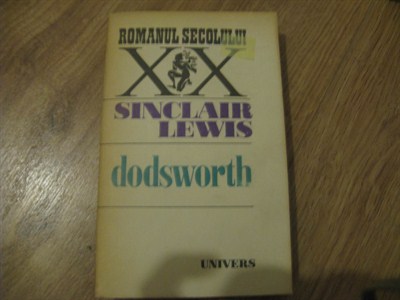 ROMANUL SECOLULUI
XX
SINCLAIR
LEWIS
dodsworth
UNIVERS